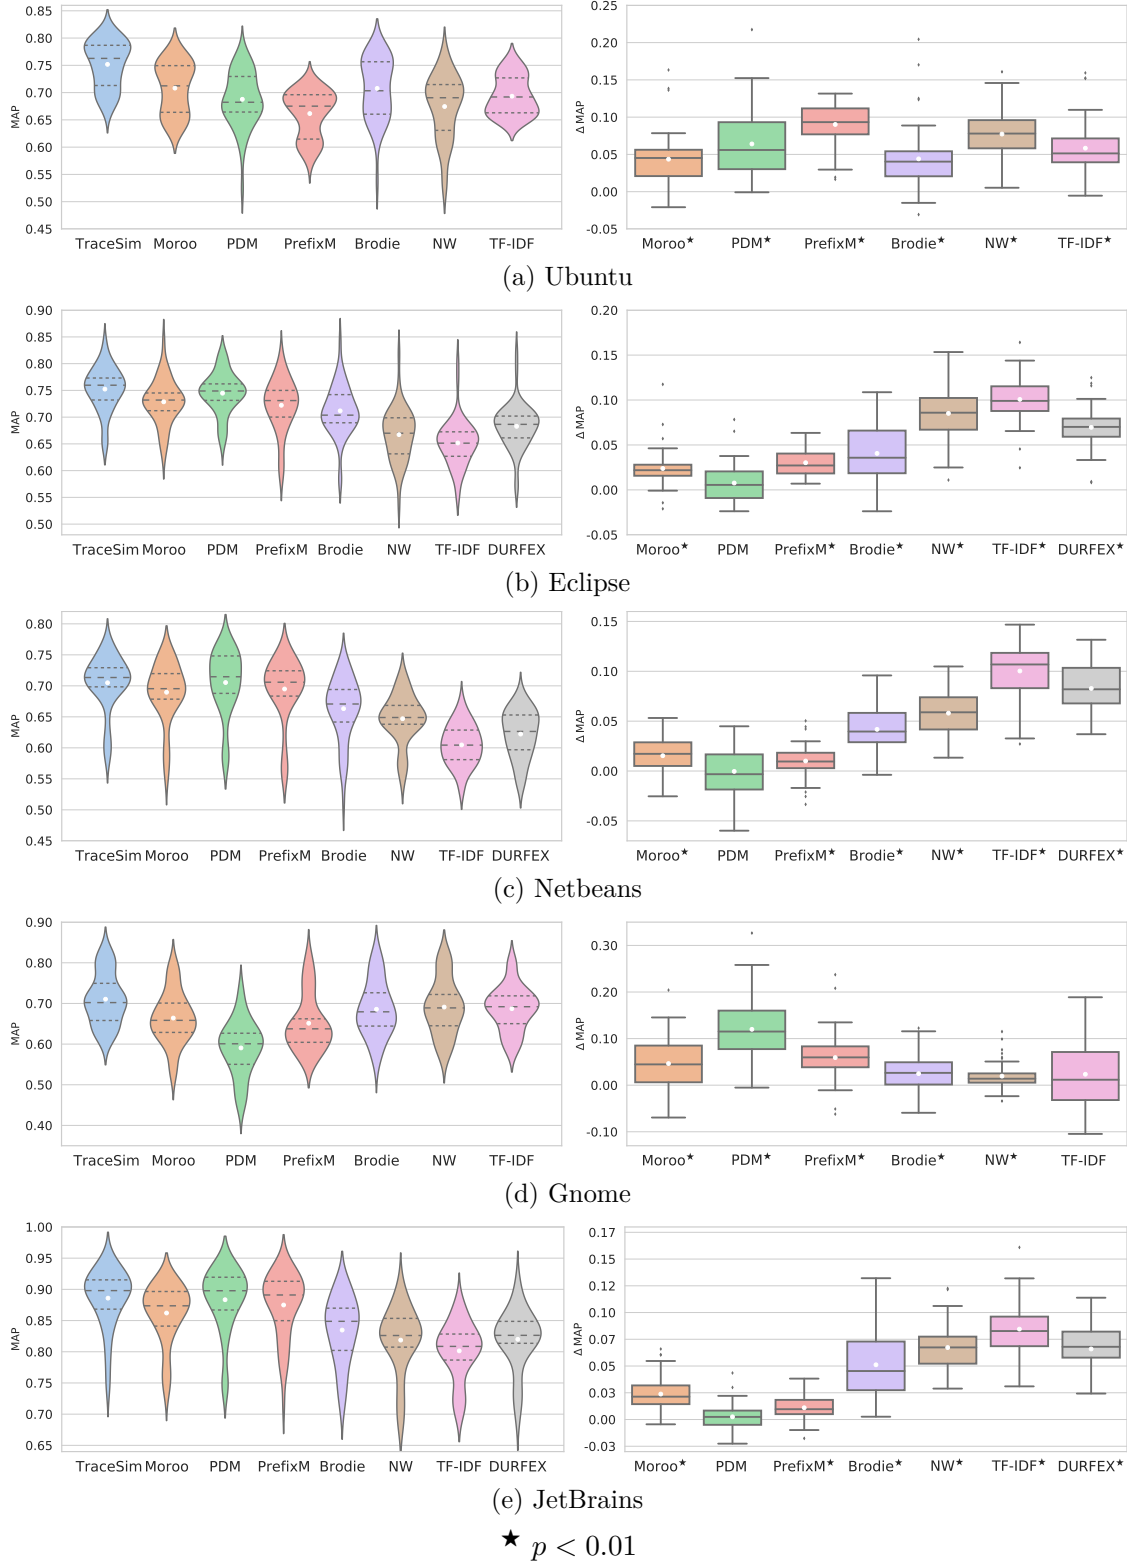 0.85
0.80
0.75
0.70
0.65
0.60
0.55
0.50
0.45
MAP
TraceSim Moroo PDM PrefixM Brodie NW TF-IDF
0.25
0.20
0.15
0.10
0.05
0.00
-0.05
Δ MAP
Moroo★ PDM★ PrefixM★ Brodie★ NW★ TF-IDF★
(a) Ubuntu
0.90
0.85
0.80
0.75
0.70
0.65
0.60
0.55
0.50
MAP
TraceSim Moroo PDM PrefixM Brodie NW TF-IDF DURFEX
0.20
0.15
0.10
0.05
0.00
-0.05
Δ MAP
Moroo★ PDM PrefixM★ Brodie★ NW★ TF-IDF★ DURFEX★
(b) Eclipse
0.80
0.75
0.70
0.65
0.60
0.55
0.50
0.45
MAP
TraceSim Moroo PDM PrefixM Brodie NW TF-IDF DURFEX
0.15
0.10
0.05
0.00
-0.05
Δ MAP
Moroo★ PDM PrefixM★ Brodie★ NW★ TF-IDF★ DURFEX★
(c) Netbeans
0.90
0.80
0.70
0.60
0.50
0.40
MAP
TraceSim Moroo PDM PrefixM Brodie NW TF-IDF
0.30
0.20
0.10
0.00
-0.10
Δ MAP
Moroo★ PDM★ PrefixM★ Brodie★ NW★ TF-IDF
(d) Gnome
1.00
0.95
0.90
0.85
0.80
0.75
0.70
0.65
MAP
TraceSim Moroo PDM PrefixM Brodie NW TF-IDF DURFEX
0.17
0.15
0.12
0.10
0.07
0.05
0.03
0.00
-0.03
Δ MAP
Moroo★ PDM PrefixM★ Brodie★ NW★ TF-IDF★ DURFEX★
(e) JetBrains
★ p < 0.01